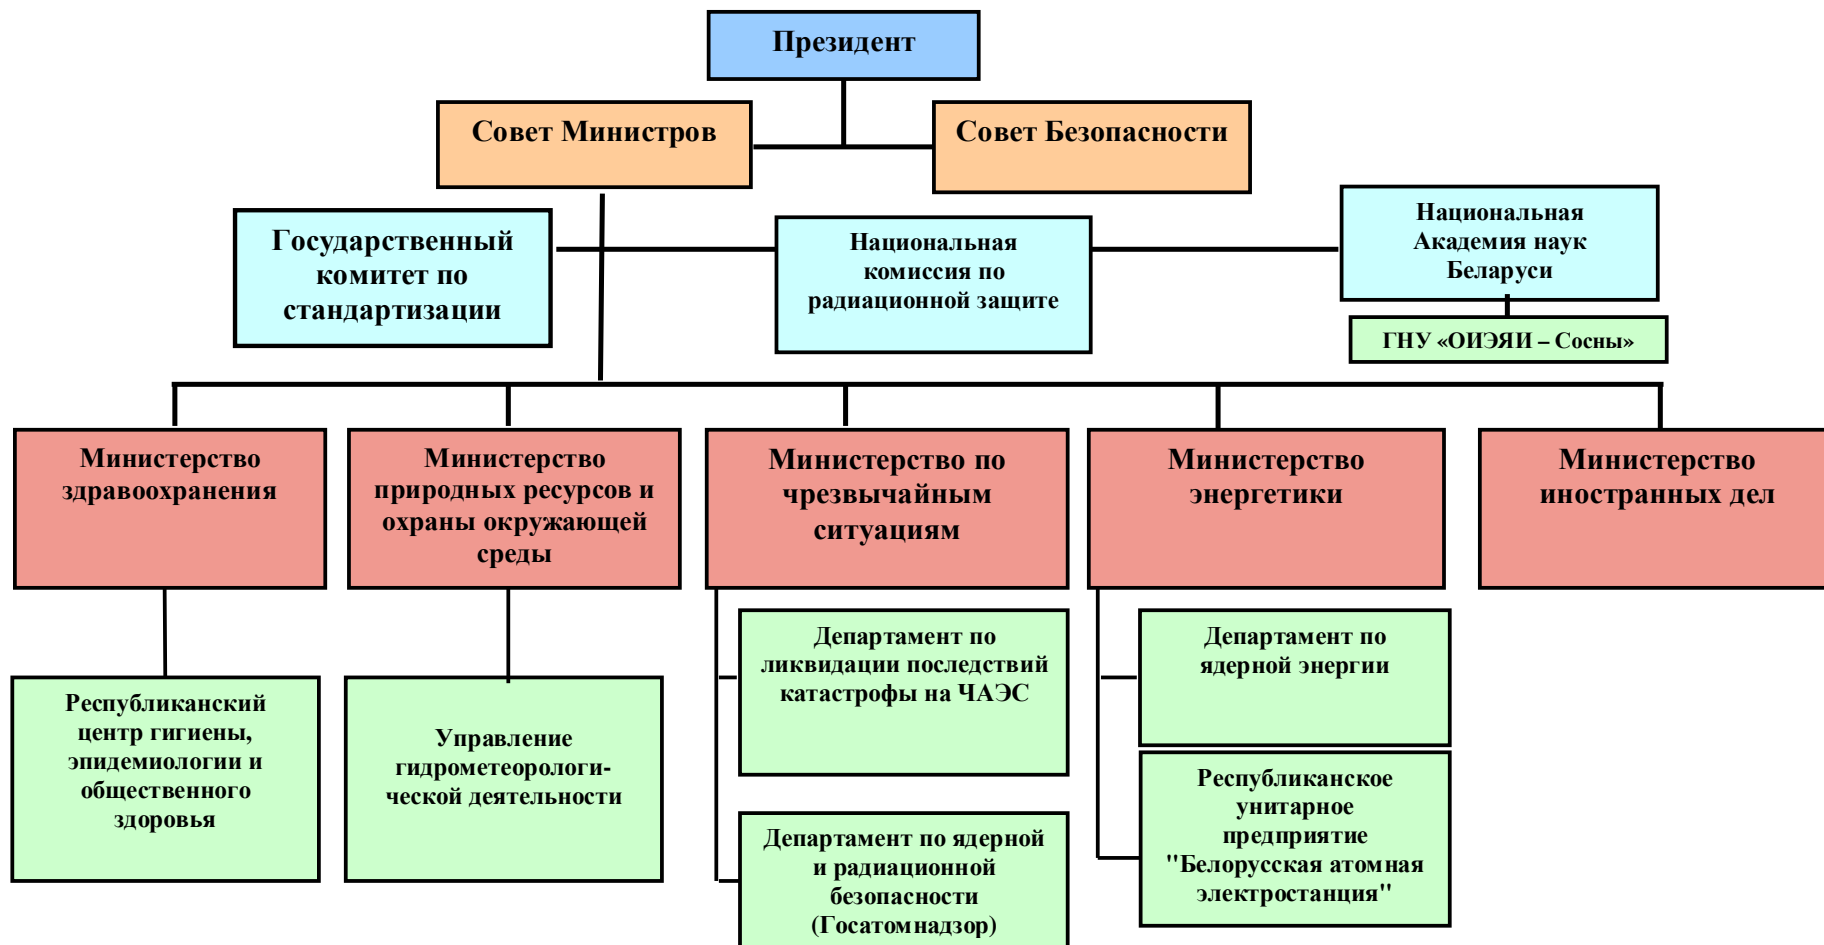 Президент
Совет Министров
Совет Безопасности
Государственный
комитет по
стандартизации
Национальная
комиссия по
радиационной защите
Национальная
Академия наук
Беларуси
ГНУ «ОИЭЯИ – Сосны»
Министерство
здравоохранения
Министерство
природных ресурсов и
охраны окружающей
среды
Министерство по
чрезвычайным
ситуациям
Министерство
энергетики
Министерство
иностранных дел
Республиканский
центр гигиены,
эпидемиологии и
общественного
здоровья
Управление
гидрометеорологи-
ческой деятельности
Департамент по
ликвидации последствий
катастрофы на ЧАЭС
Департамент по ядерной
и радиационной
безопасности
(Госатомнадзор)
Департамент по
ядерной энергии
Республиканское
унитарное
предприятие
"Белорусская атомная
электростанция"